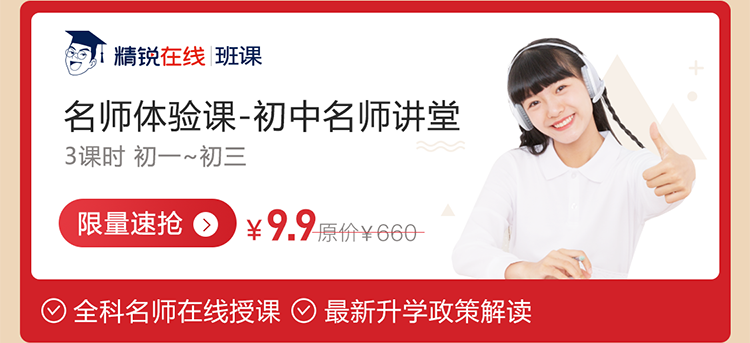 精锐在线|班课
名师体验课-初中名师讲堂
3课时 初一~初三
限量速抢 ¥9.9 原价¥660
全科名师在线授课 最新升学政策解读